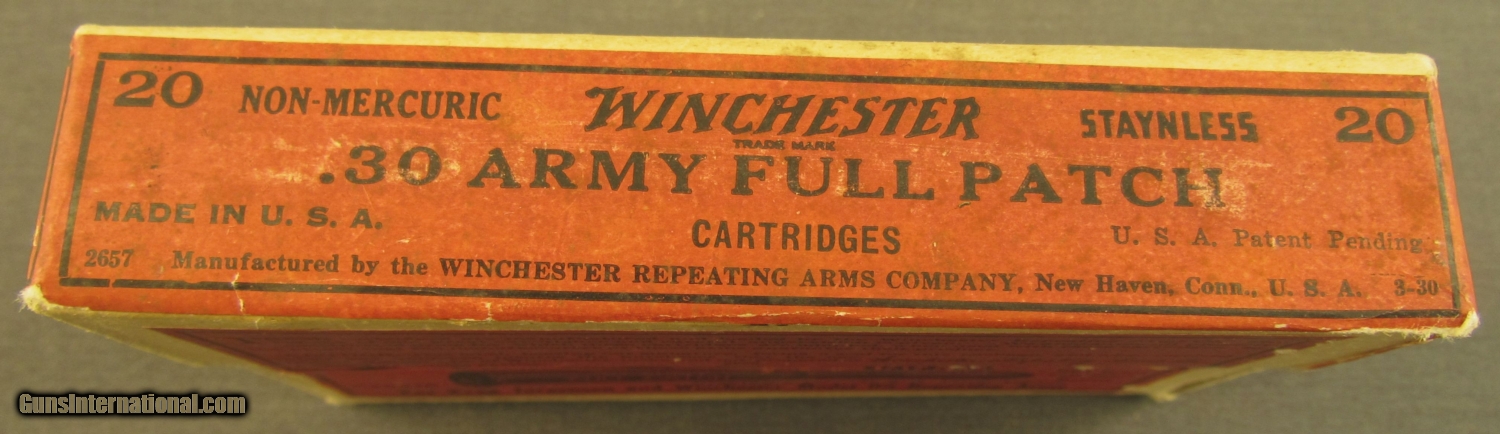 20 NON-MERCURIC WINCHESTER STAYNLESS 20
TRADE MARK
.30 ARMY FULL PATCH
MADE IN U. S. A. CARTRIDGES U. S. A. Patent Pending
2657 Manufactured by the WINCHESTER REPEATING ARMS COMPANY, New Haven, Conn., U. S. A. 3-30
GunsInternational.com